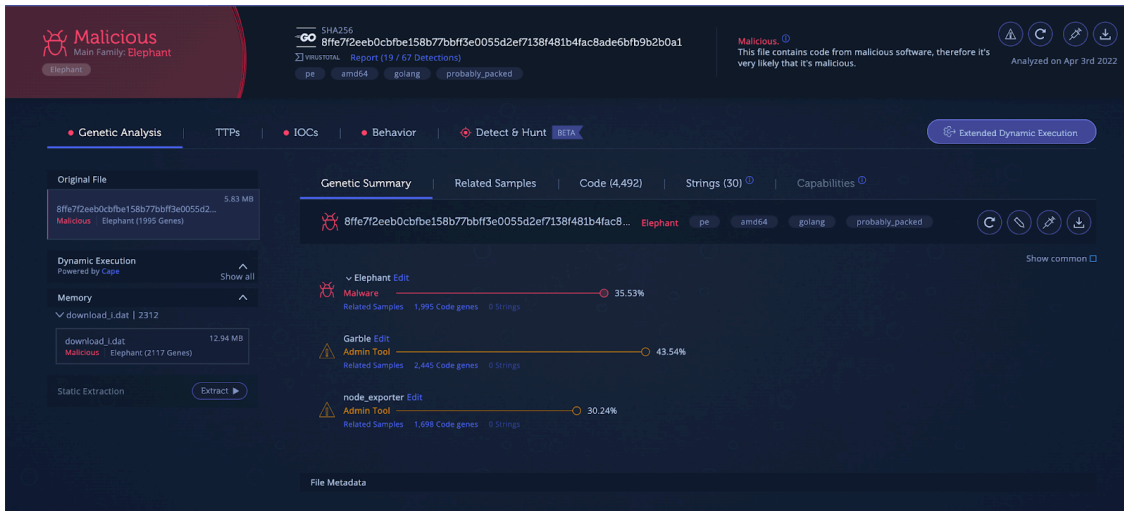 Malicious
Main Family: Elephant
Elephant
GO
SHA256
8ffe7f2eeb0cbfbe158b77bbff3e0055d2ef7138f481b4fac8ade6bfb9b2b0a1
VIRUSTOTAL Report (19 / 67 Detections)
pe amd64 golang probably_packed
Malicious.
This file contains code from malicious software, therefore it's
very likely that it's malicious.
Analyzed on Apr 3rd 2022
Genetic Analysis TTPs IOCs Behavior Detect & Hunt BETA
Extended Dynamic Execution
Original File
5.83 MB
8ffe7f2eeb0cbfbe158b77bbff3e0055d2...
Malicious Elephant (1995 Genes)
Dynamic Execution
Powered by Cape
Show all
Memory
download_i.dat | 2312
download_i.dat 12.94 MB
Malicious Elephant (2117 Genes)
Static Extraction Extract
Genetic Summary Related Samples Code (4,492) Strings (30) Capabilities
8ffe7f2eeb0cbfbe158b77bbff3e0055d2ef7138f481b4fac8... Elephant pe amd64 golang probably_packed
Show common
Elephant Edit
Malware 35.53%
Related Samples 1,995 Code genes 0 Strings
Garble Edit
Admin Tool 43.54%
Related Samples 2,445 Code genes 0 Strings
node_exporter Edit
Admin Tool 30.24%
Related Samples 1,698 Code genes 0 Strings
File Metadata